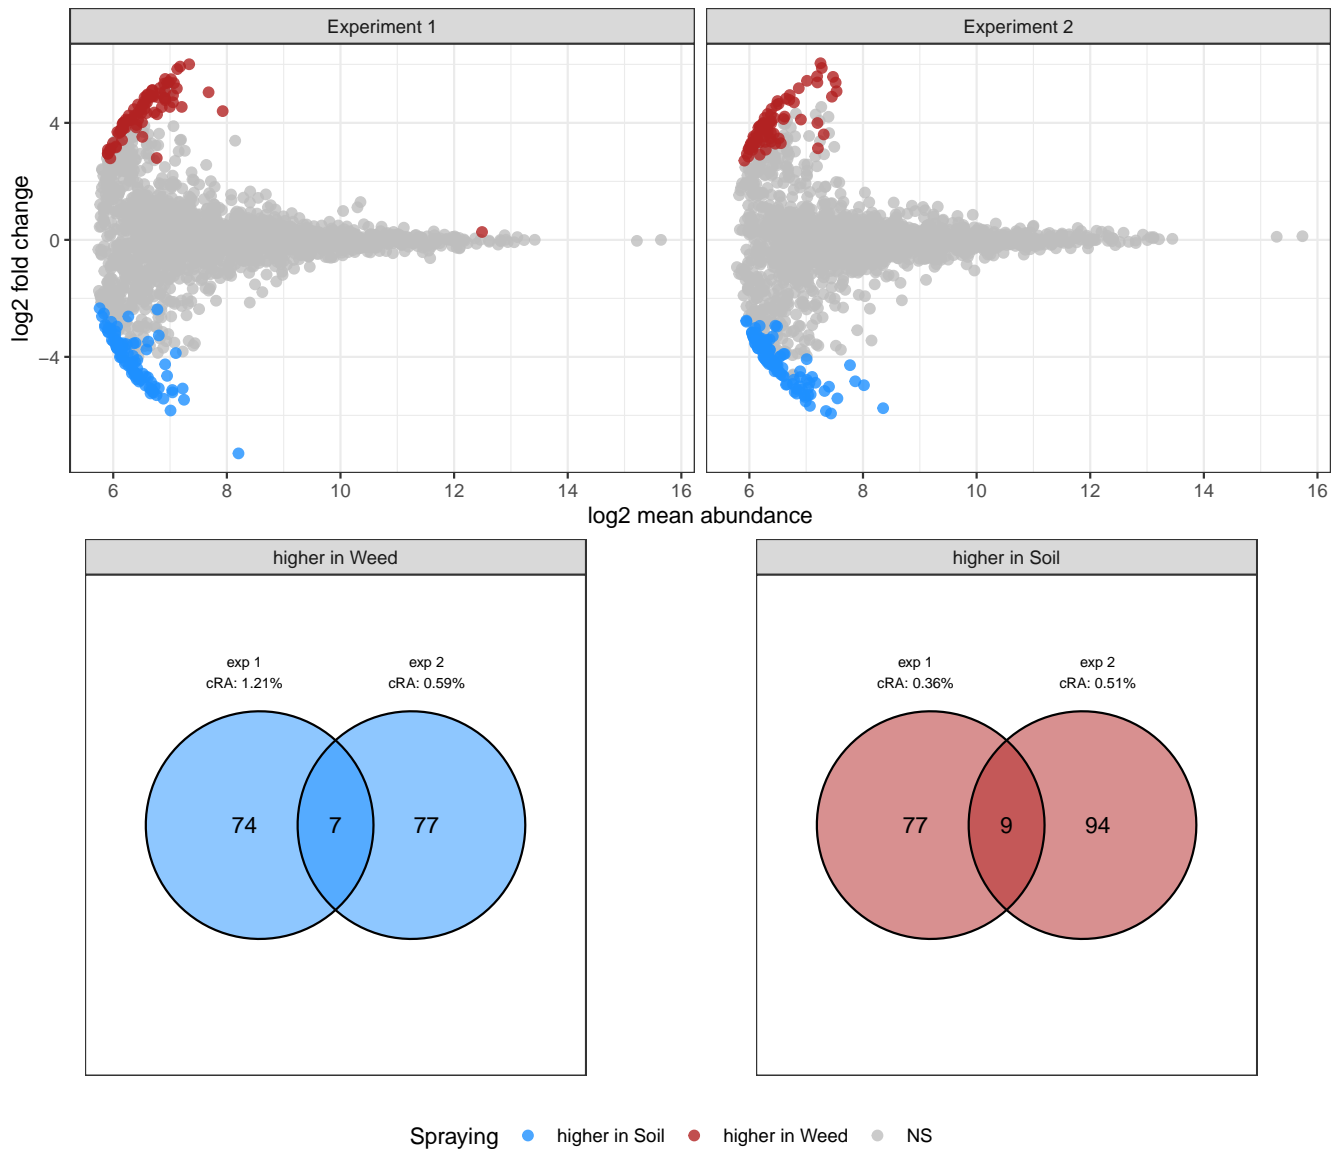 Experiment 1
Experiment 2
log2 fold change
4
0
−4
6
8
10
12
14
16
6
8
10
12
14
16
log2 mean abundance
higher in Weed
higher in Soil
exp 1
cRA: 1.21%
exp 2
cRA: 0.59%
74
7
77
exp 1
cRA: 0.36%
exp 2
cRA: 0.51%
77
9
94
Spraying higher in Soil higher in Weed NS